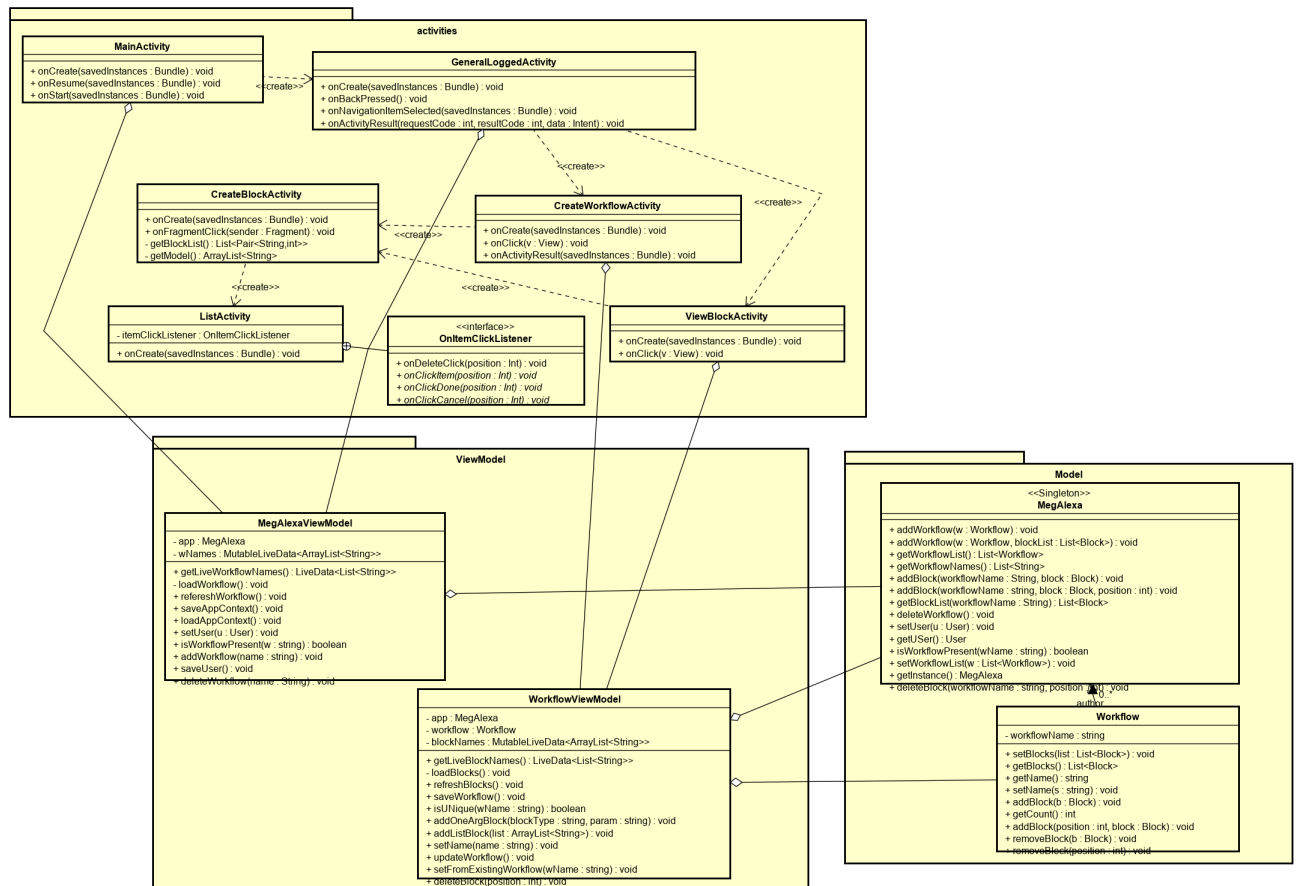 activities
MainActivity
+ onCreate(savedInstances : Bundle) : void
+ onResume(savedInstances : Bundle) : void
+ onStart(savedInstances : Bundle) : void
<<create>>
GeneralLoggedActivity
+ onCreate(savedInstances : Bundle) : void
+ onBackPressed() : void
+ onNavigationItemSelected(savedInstances : Bundle) : void
+ onActivityResult(requestCode : int, resultCode : int, data : Intent) : void
<<create>>
<<create>>
CreateBlockActivity
+ onCreate(savedInstances : Bundle) : void
+ onFragmentClick(sender : Fragment) : void
- getBlockList() : List<Pair<String,int>>
- getModel() : ArrayList<String>
<<create>>
CreateWorkflowActivity
+ onCreate(savedInstances : Bundle) : void
+ onClick(v : View) : void
+ onActivityResult(savedInstances : Bundle) : void
<<create>>
<<create>>
ListActivity
- itemClickListener : OnItemClickListener
+ onCreate(savedInstances : Bundle) : void
<<interface>>
OnItemClickListener
+ onDeleteClick(position : Int) : void
+ onClickItem(position : Int) : void
+ onClickDone(position : Int) : void
+ onClickCancel(position : Int) : void
ViewBlockActivity
+ onCreate(savedInstances : Bundle) : void
+ onClick(v : View) : void
ViewModel
MegAlexaViewModel
- app : MegAlexa
- wNames : MutableLiveData<ArrayList<String>>
+ getLiveWorkflowNames() : LiveData<List<String>>
- loadWorkflow() : void
+ refereshWorkflow() : void
+ saveAppContext() : void
+ loadAppContext() : void
+ setUser(u : User) : void
+ isWorkflowPresent(w : string) : boolean
+ addWorkflow(name : string) : void
+ saveUser() : void
+ deleteWorkflow(name : String) : void
WorkflowViewModel
- app : MegAlexa
- workflow : Workflow
- blockNames : MutableLiveData<ArrayList<String>>
+ getLiveBlockNames() : LiveData<List<String>>
- loadBlocks() : void
+ refreshBlocks() : void
+ saveWorkflow() : void
+ isUNique(wName : string) : boolean
+ addOneArgBlock(blockType : string, param : string) : void
+ addListBlock(list : ArrayList<String>) : void
+ setName(name : string) : void
+ updateWorkflow() : void
+ setFromExistingWorkflow(wName : string) : void
+ deleteBlock(position : int) : void
Model
<<Singleton>>
MegAlexa
+ addWorkflow(w : Workflow) : void
+ addWorkflow(w : Workflow, blockList : List<Block>) : void
+ getWorkflowList() : List<Workflow>
+ getWorkflowNames() : List<String>
+ addBlock(workflowName : String, block : Block) : void
+ addBlock(workflowName : string, block : Block, position : int) : void
+ getBlockList(workflowName : String) : List<Block>
+ deleteWorkflow() : void
+ setUser(u : User) : void
+ getUSer() : User
+ isWorkflowPresent(wName : string) : boolean
+ setWorkflowList(w : List<Workflow>) : void
+ getInstance() : MegAlexa
+ deleteBlock(workflowName : string, position : int) : void
0..*
author
Workflow
- workflowName : string
+ setBlocks(list : List<Block>) : void
+ getBlocks() : List<Block>
+ getName() : string
+ setName(s : string) : void
+ addBlock(b : Block) : void
+ getCount() : int
+ addBlock(position : int, block : Block) : void
+ removeBlock(b : Block) : void
+ removeBlock(position : int) : void